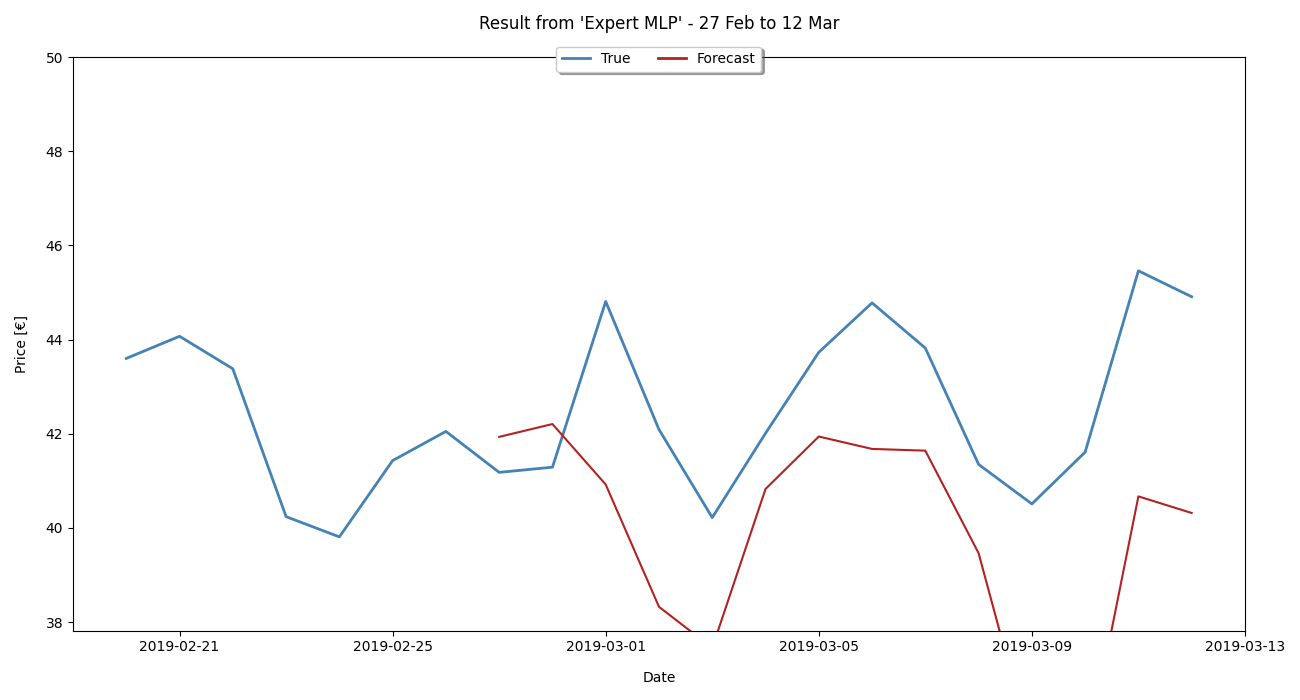 Result from 'Expert MLP' - 27 Feb to 12 Mar
True Forecast
50
48
46
44
42
40
38
Price [€]
2019-02-21 2019-02-25 2019-03-01 2019-03-05 2019-03-09 2019-03-13
Date